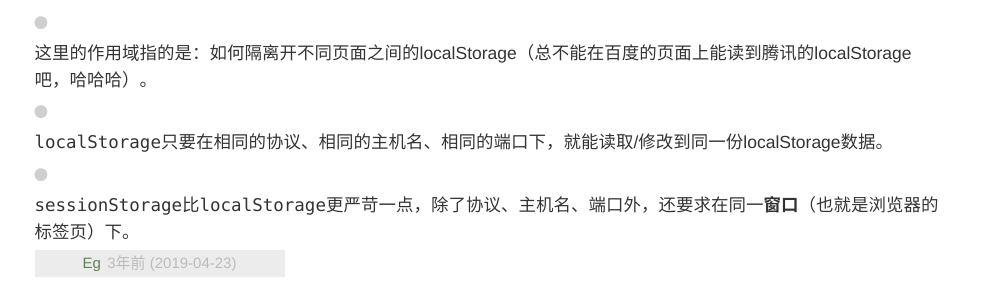 这里的作用域指的是：如何隔离开不同页面之间的localStorage（总不能在百度的页面上能读到腾讯的localStorage
吧，哈哈哈）。
localStorage只要在相同的协议、相同的主机名、相同的端口下，就能读取/修改到同一份localStorage数据。
sessionStorage比localStorage更严苛一点，除了协议、主机名、端口外，还要求在同一窗口（也就是浏览器的
标签页）下。
Eg 3年前 (2019-04-23)